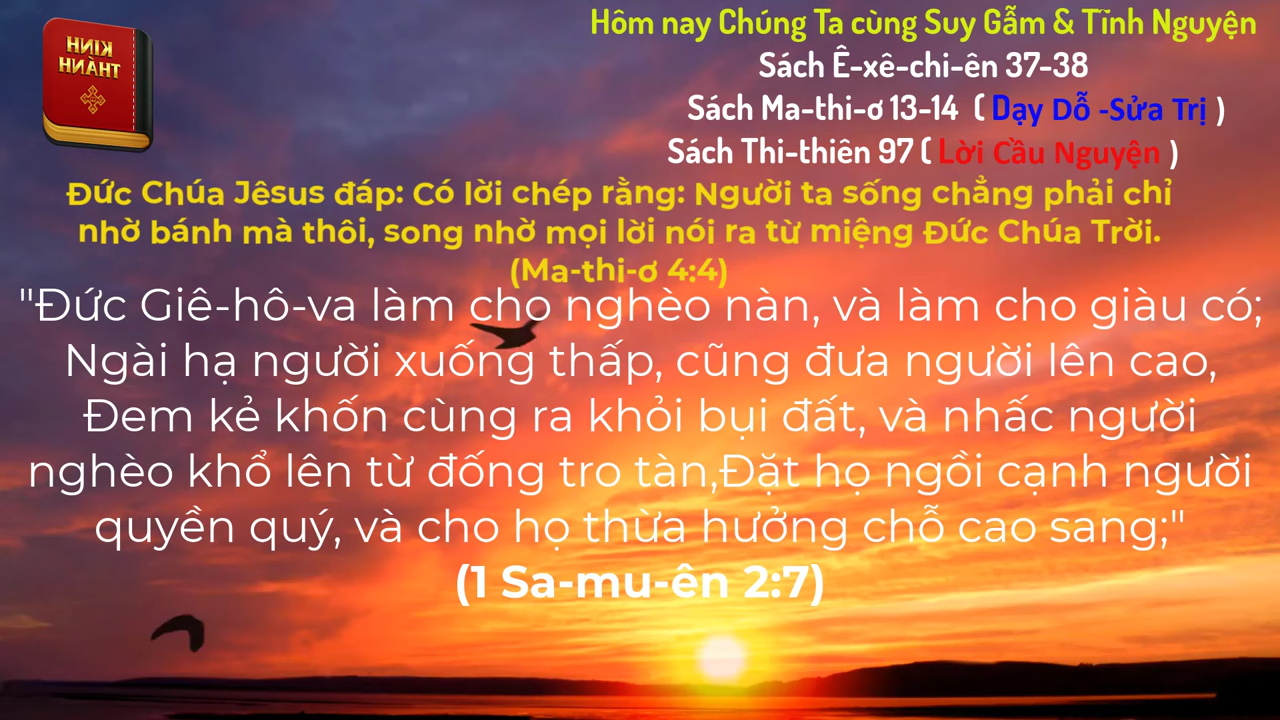 KINH
THÁNH
Hôm nay Chúng Ta cùng Suy Gẫm & Tĩnh Nguyện
Sách Ê-xê-chi-ên 37-38
Sách Ma-thi-ơ 13-14 ( Dạy Dỗ -Sửa Trị )
Sách Thi-thiên 97 ( Lời Cầu Nguyện )
Đức Chúa Jêsus đáp: Có lời chép rằng: Người ta sống chẳng phải chỉ
nhờ bánh mà thôi, song nhờ mọi lời nói ra từ miệng Đức Chúa Trời.
(Ma-thi-ơ 4:4)
"Đức Giê-hô-va làm cho nghèo nàn, và làm cho giàu có;
Ngài hạ người xuống thấp, cũng đưa người lên cao,
Đem kẻ khốn cùng ra khỏi bụi đất, và nhấc người
nghèo khổ lên từ đống tro tàn,Đặt họ ngồi cạnh người
quyền quý, và cho họ thừa hưởng chỗ cao sang;"
(1 Sa-mu-ên 2:7)